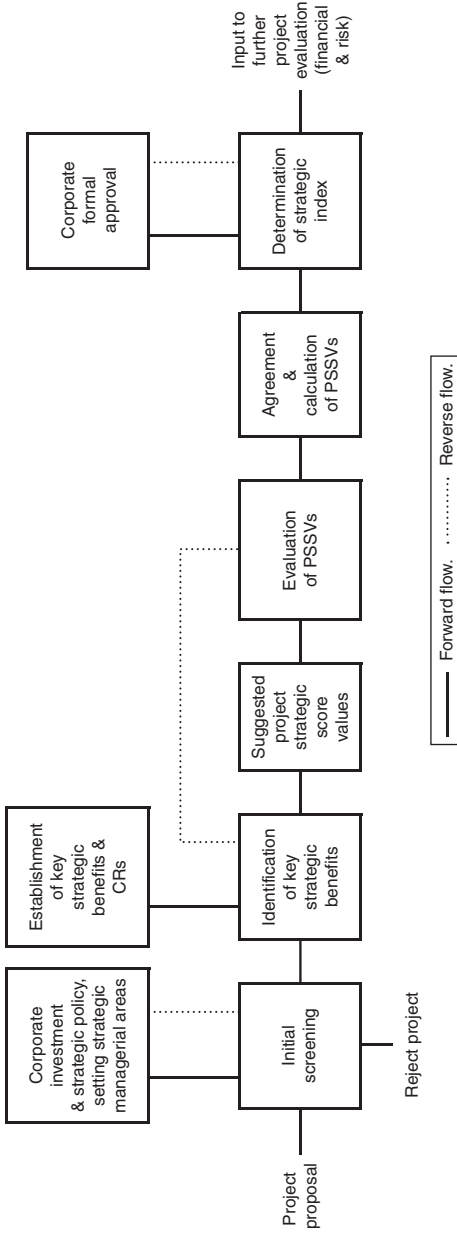 Project
proposal
Corporate
investment
& strategic policy,
setting strategic
managerial areas
Initial
screening
Reject project
Establishment
of key
strategic
benefits &
CRs
Identification
of key
strategic
benefits
Suggested
project
strategic
score
values
Evaluation
of PSSVs
Agreement
&
calculation
of PSSVs
Corporate
formal
approval
Determination
of strategic
index
Input to
further
project
evaluation
(financial
& risk)
Forward flow.
Reverse flow.